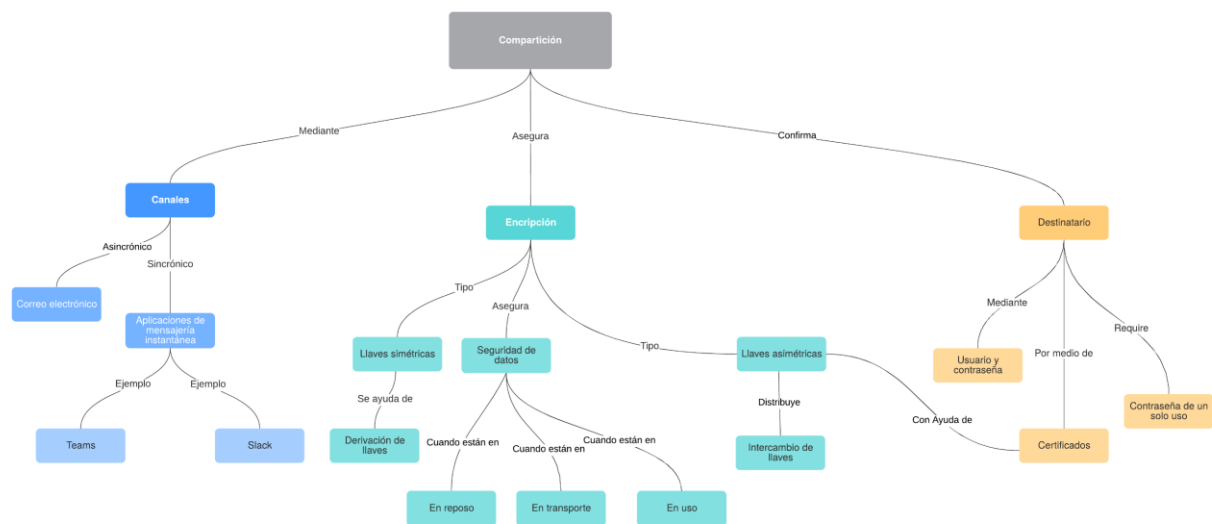 Compartición
Mediante
Asegura
Confirma
Canales
Encripción
Destinatario
Asincrónico
Sincrónico
Correo electrónico
Aplicaciones de
mensajería
instantánea
Ejemplo
Ejemplo
Teams
Slack
Tipo
Asegura
Tipo
Llaves simétricas
Seguridad de
datos
Llaves asimétricas
Se ayuda de
Derivación de
llaves
Cuando están en
Cuando están en
Cuando están en
En reposo
En transporte
En uso
Distribuye
Intercambio de
llaves
Con Ayuda de
Mediante
Por medio de
Require
Usuario y
contraseña
Certificados
Contraseña de un
solo uso